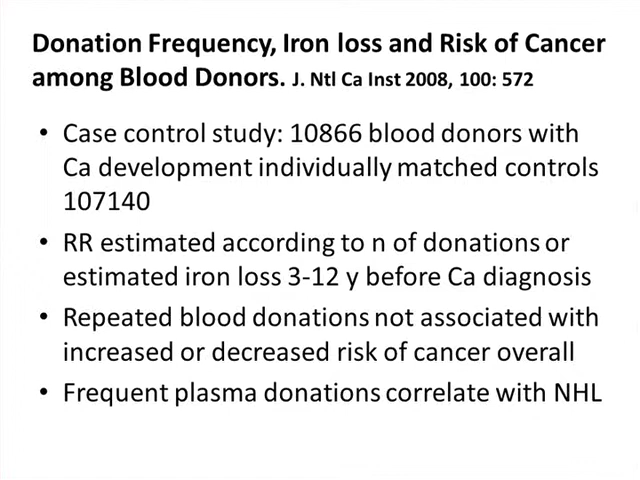 Donation Frequency, Iron loss and Risk of Cancer
among Blood Donors. J. Ntl Ca Inst 2008, 100: 572
• Case control study: 10866 blood donors with
Ca development individually matched controls
107140
• RR estimated according to n of donations or
estimated iron loss 3-12 y before Ca diagnosis
• Repeated blood donations not associated with
increased or decreased risk of cancer overall
• Frequent plasma donations correlate with NHL